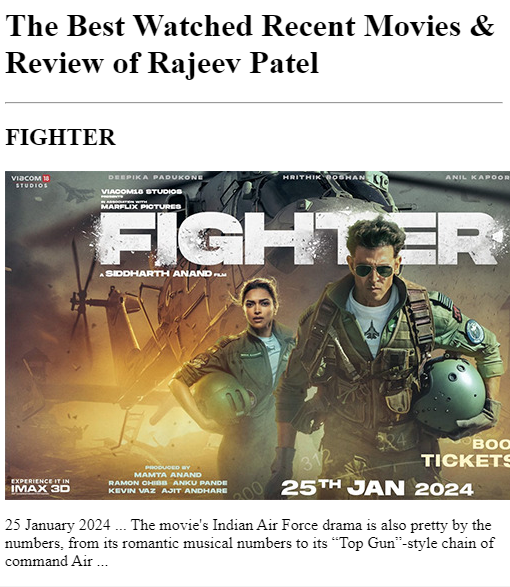 The Best Watched Recent Movies &
Review of Rajeev Patel
FIGHTER
VIACOM 18
STUDIOS
DEEPIKA PADUKONE
HRITHIK ROSHAN
ANIL KAPOOR
VIACOM18 STUDIOS
PRESENTS
IN ASSOCIATION WITH
MARFLIX PICTURES
FIGHTER
A SIDDHARTH ANAND FILM
BOO
TICKETS
PRODUCED BY
MAMTA ANAND
RAMON CHIBB ANKU PANDE
KEVIN VAZ AJIT ANDHARE
EXPERIENCE IT IN
IMAX 3D
25TH JAN 2024
25 January 2024 ... The movie's Indian Air Force drama is also pretty by the
numbers, from its romantic musical numbers to its “Top Gun”-style chain of
command Air ...